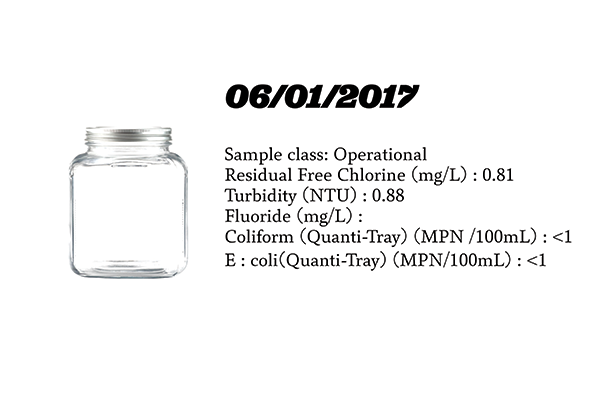 06/01/2017
Sample class: Operational
Residual Free Chlorine (mg/L) : 0.81
Turbidity (NTU) : 0.88
Fluoride (mg/L) :
Coliform (Quanti-Tray) (MPN /100mL) : <1
E : coli(Quanti-Tray) (MPN/100mL) : <1